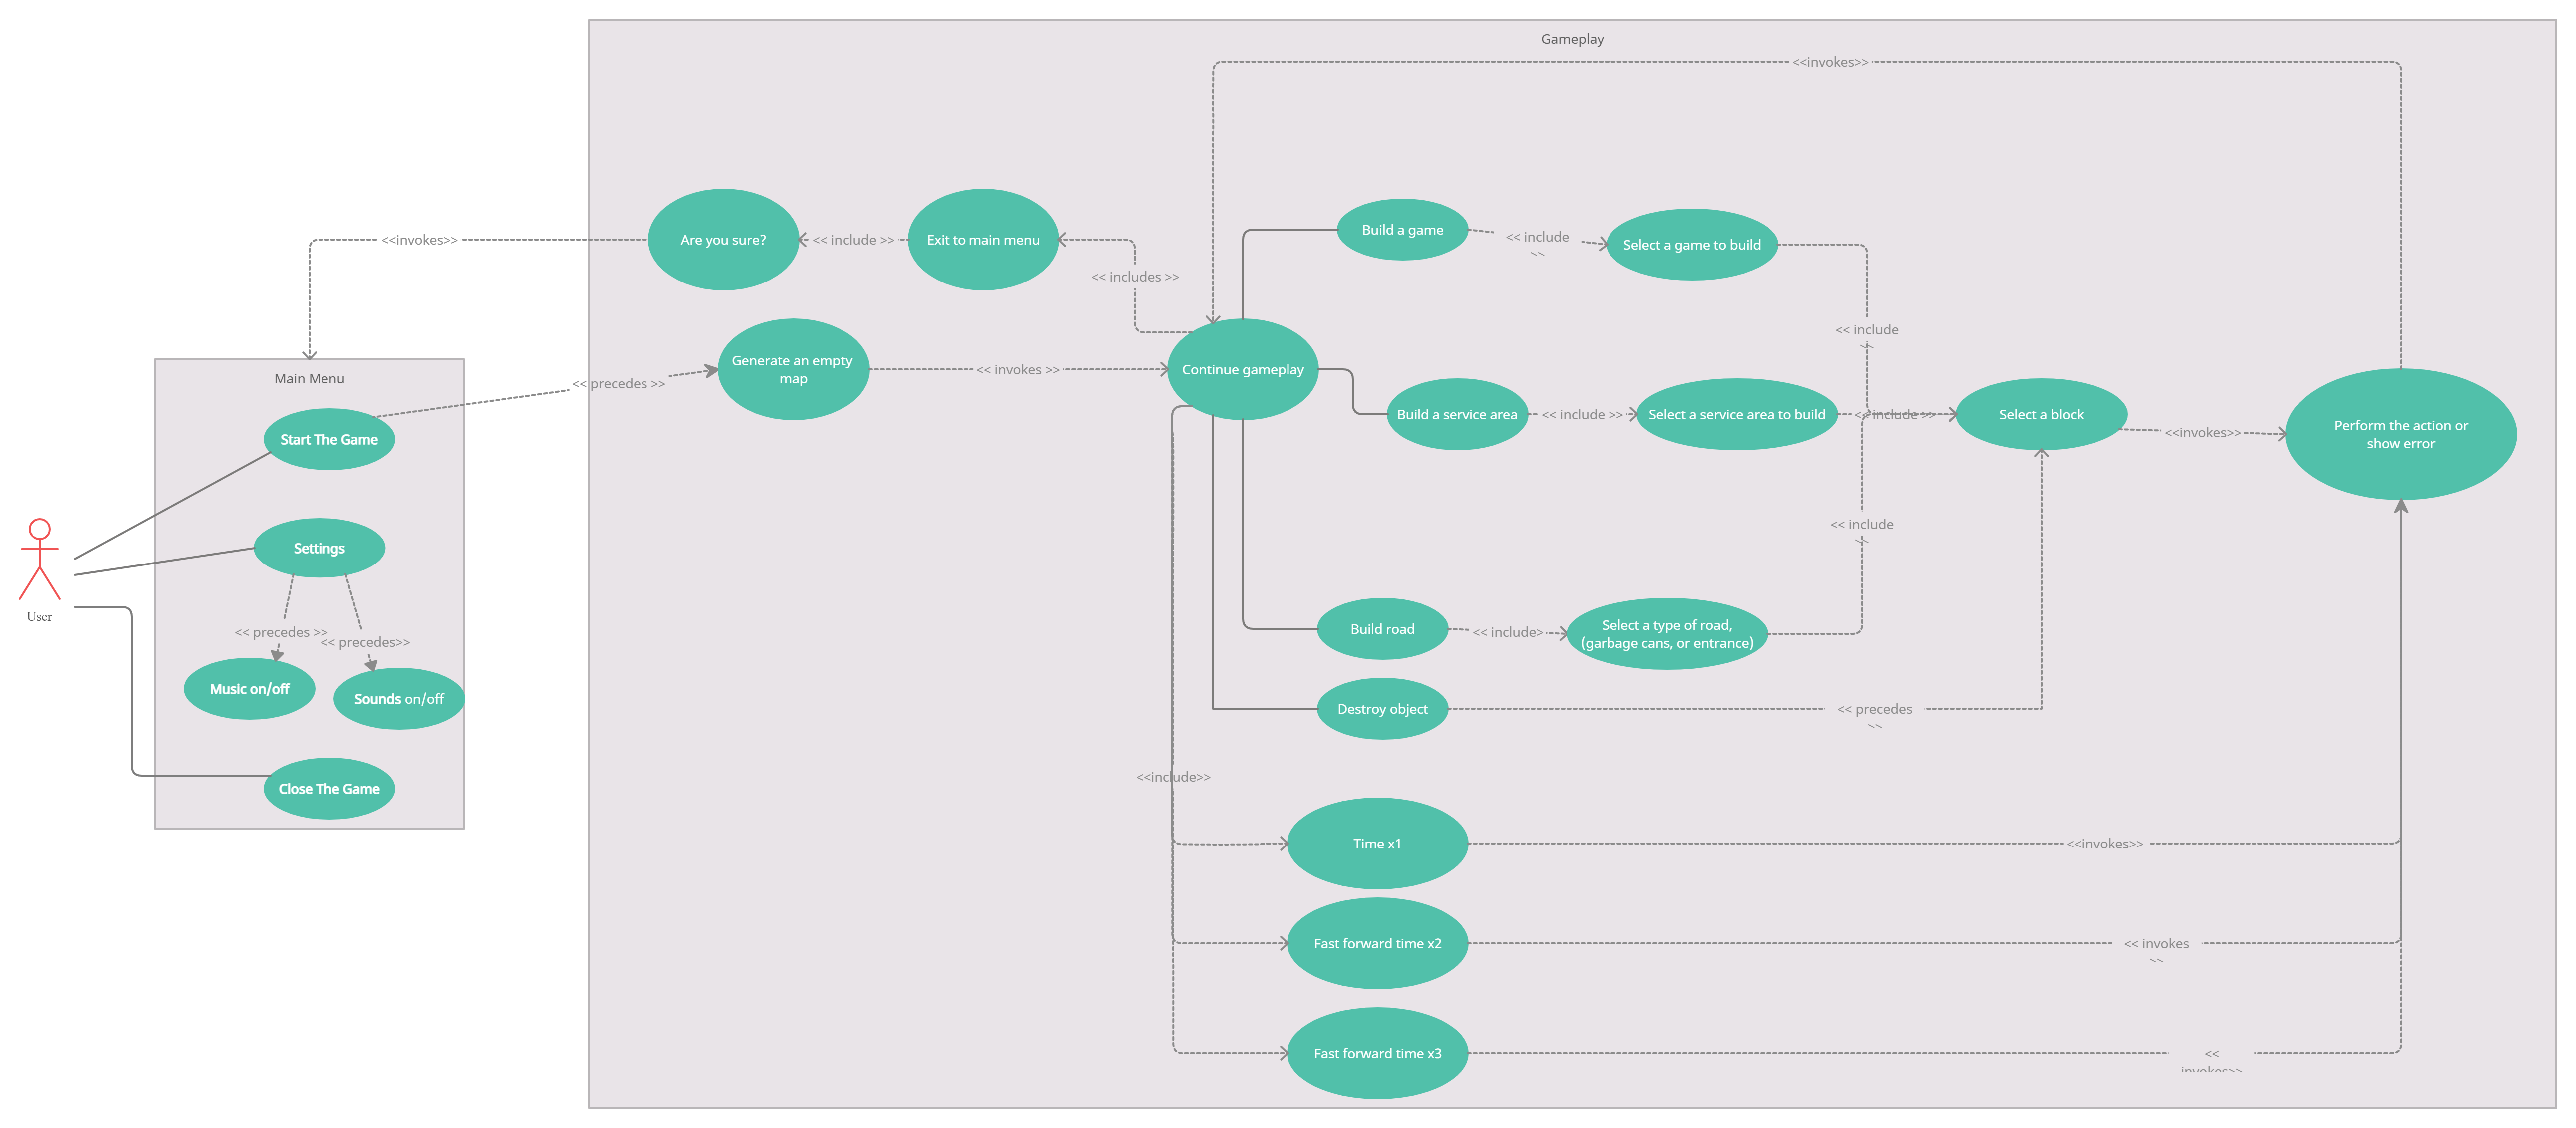 Gameplay
<<invokes>>
<<invokes>>
Are you sure?
<< include >>
Exit to main menu
<< includes >>
Build a game
<< include
Select a game to build
<< include
Main Menu
<< precedes >>
Generate an empty
map
<< invokes >>
Continue gameplay
Build a service area
<< include >>
Select a service area to build
<<include>>
Select a block
<<invokes>>
Perform the action or
show error
Start The Game
Settings
<< precedes >>
<< precedes>>
Music on/off
Sounds on/off
Close The Game
User
<< include
Build road
<< include>
Select a type of road,
(garbage cans, or entrance)
Destroy object
<< precedes
<<include>>
Time x1
<<invokes>>
Fast forward time x2
<< invokes
Fast forward time x3
<<
invokes>>